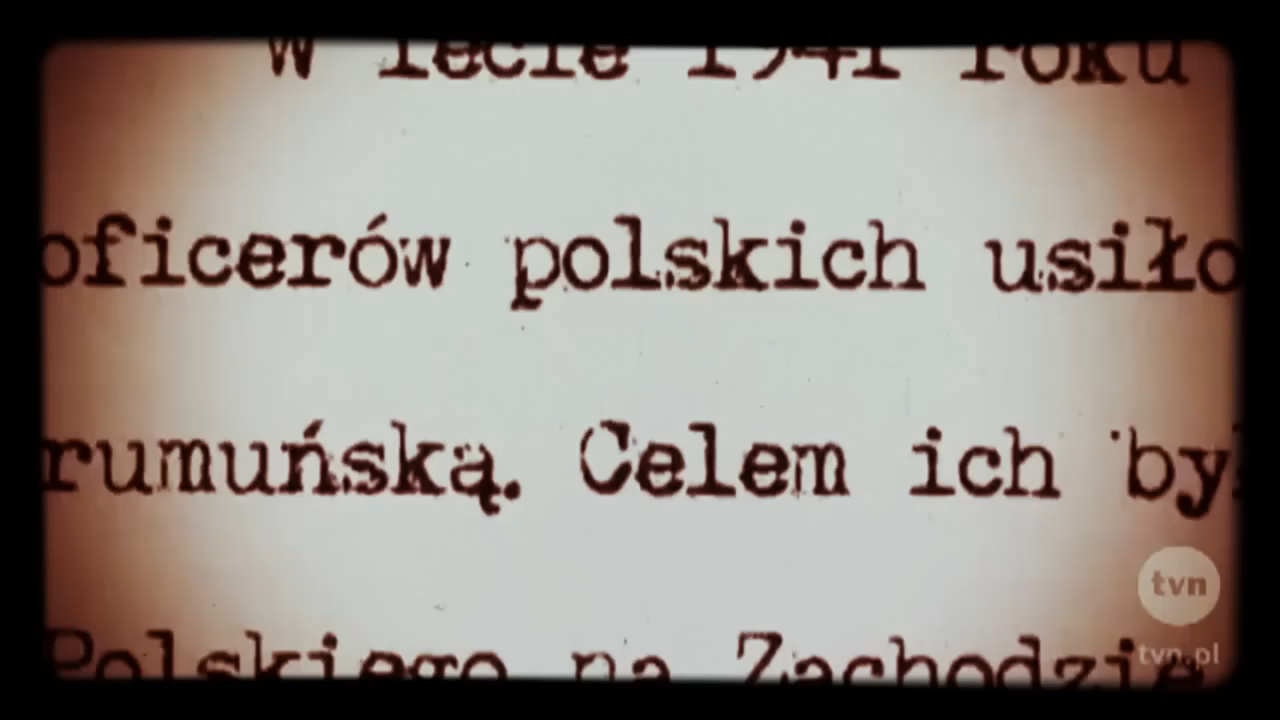 W lecie 1941 roku
oficerów polskich usiło
rumuńską. Celem ich by
Polskiego na Zachodzie
tvn
tvn.pl